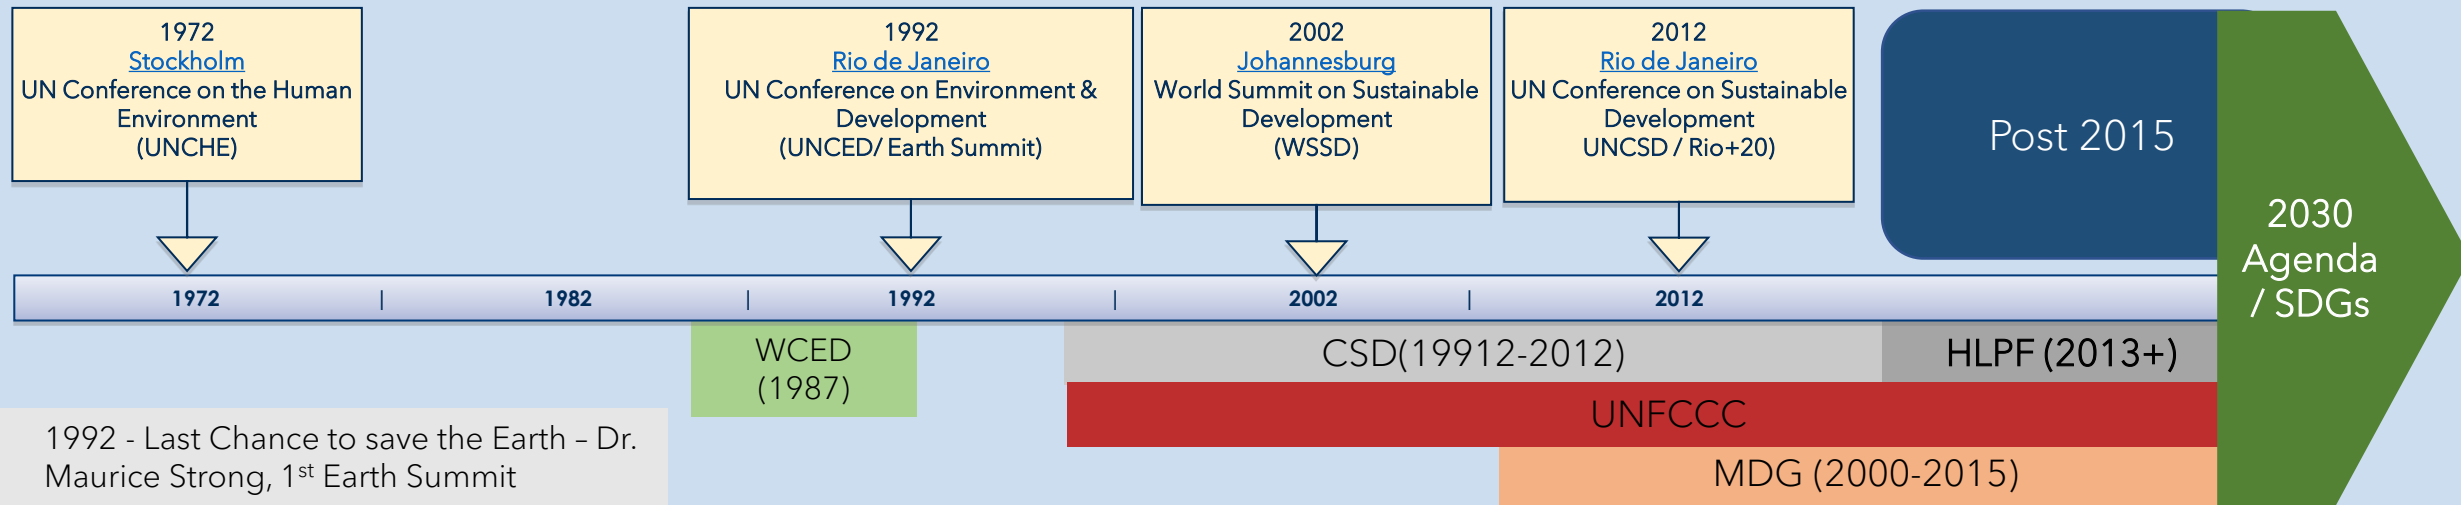 1972
Stockholm
UN Conference on the Human
Environment
(UNCHE)
1992
Rio de Janeiro
UN Conference on Environment &
Development
(UNCED/ Earth Summit)
2002
Johannesburg
World Summit on Sustainable
Development
(WSSD)
2012
Rio de Janeiro
UN Conference on Sustainable
Development
UNCSD / Rio+20)
Post 2015
2030
Agenda
/ SDGs
1972 | 1982 | 1992 | 2002 | 2012
WCED
(1987)
CSD(19912-2012)
HLPF (2013+)
UNFCCC
MDG (2000-2015)
1992 - Last Chance to save the Earth – Dr.
Maurice Strong, 1st Earth Summit